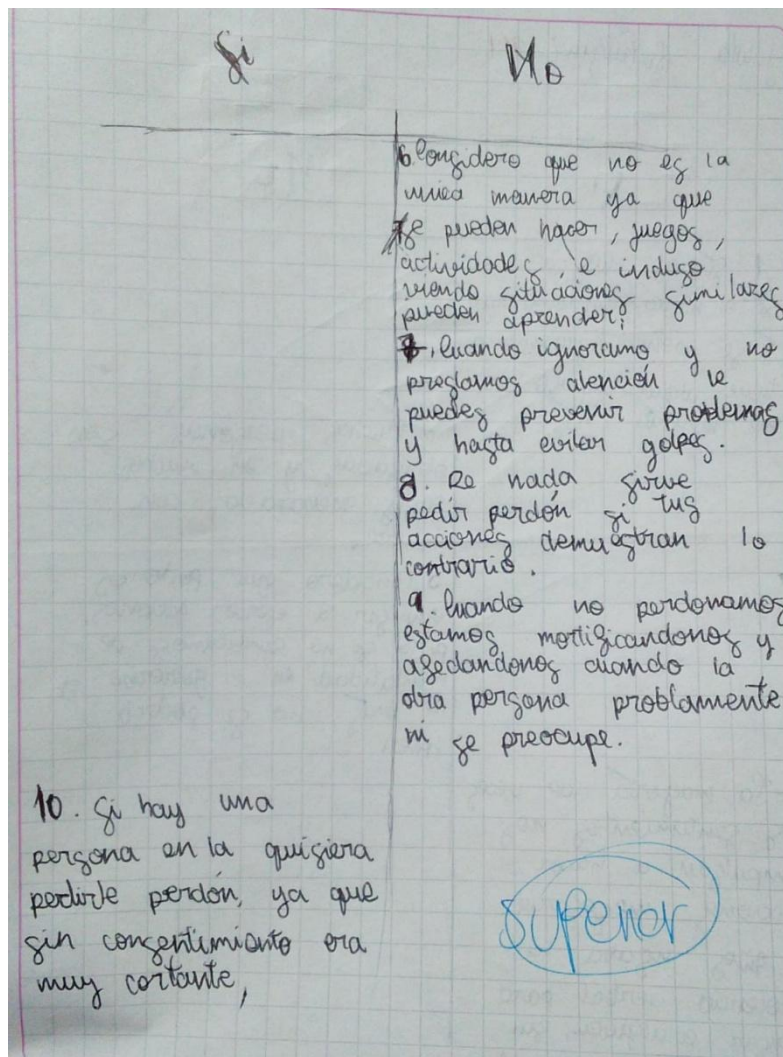 Si
No
6. Considero que no es la
unica manera ya que
se pueden hacer, juegos,
actividades, e incluso
viendo situaciones similares
pueden aprender;
8, Cuando ignoramo y no
prestamos atención le
puedes prevenir problemas
y hasta evitar golpes.
8. De nada sirve
pedir perdón si tus
acciones demuestran lo
contrario.
9. Cuando no perdonamos
estamos mortificandonos y
agedandonos cuando la
otra persona problamente
ni se preocupe.
10. Si hay una
persona en la quisiera
pedirle perdón, ya que
sin consentimiento era
muy cortante,
Superior